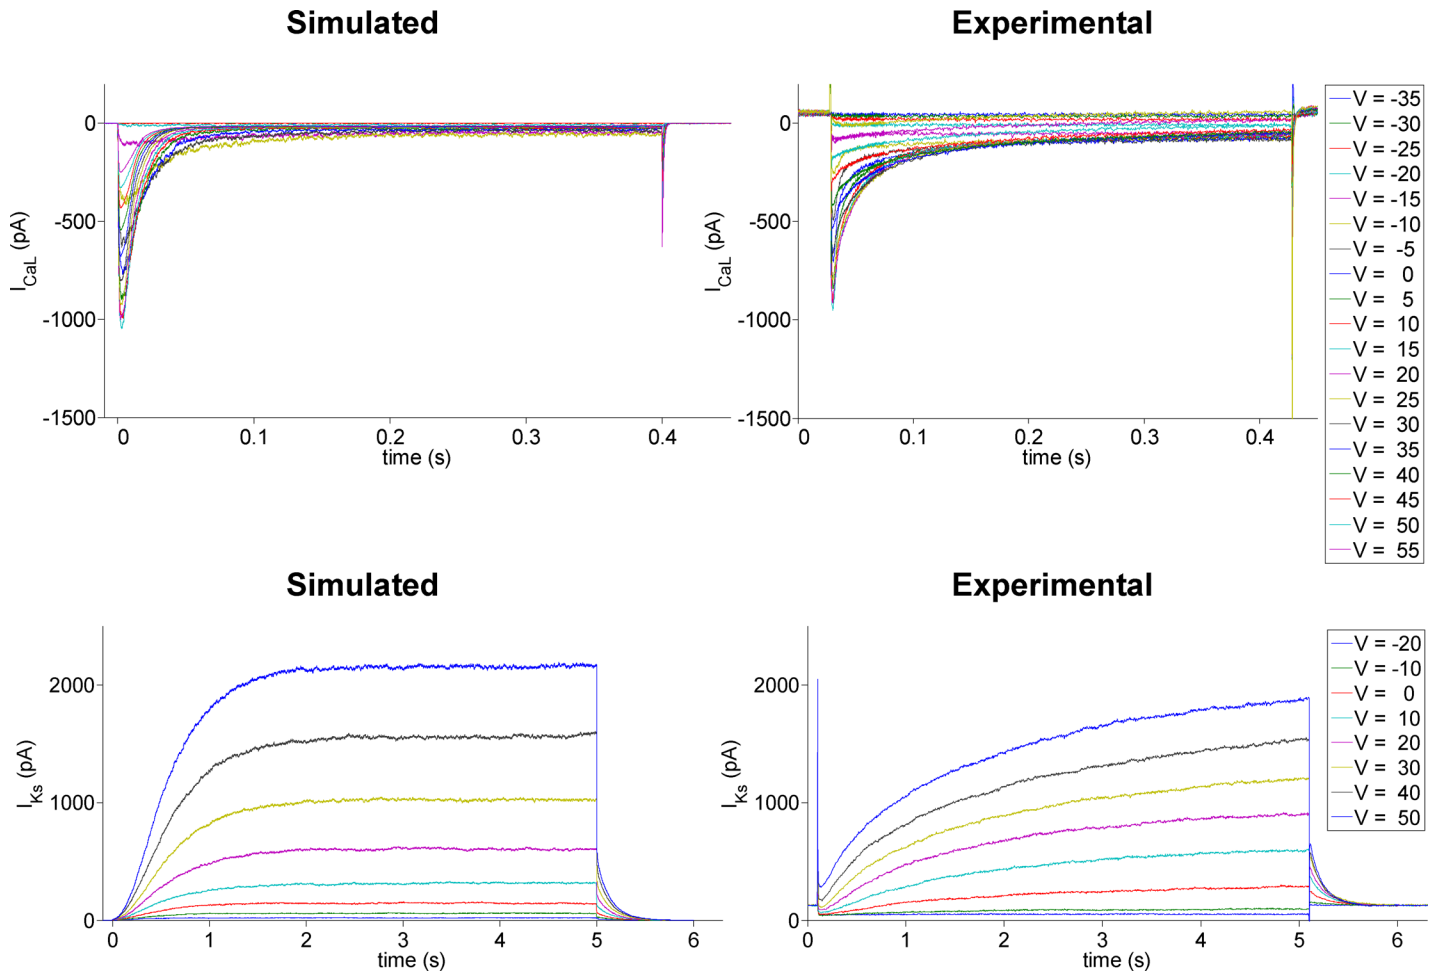 Simulated
Experimental
0
-500
-1000
-1500
I_CaL (pA)
0
0.1
0.2
0.3
0.4
time (s)
0
-500
-1000
-1500
I_CaL (pA)
0
0.1
0.2
0.3
0.4
time (s)
V = -35
V = -30
V = -25
V = -20
V = -15
V = -10
V = -5
V = 0
V = 5
V = 10
V = 15
V = 20
V = 25
V = 30
V = 35
V = 40
V = 45
V = 50
V = 55
Simulated
Experimental
2000
1000
0
I_Ks (pA)
0
1
2
3
4
5
6
time (s)
2000
1000
0
I_Ks (pA)
0
1
2
3
4
5
6
time (s)
V = -20
V = -10
V = 0
V = 10
V = 20
V = 30
V = 40
V = 50